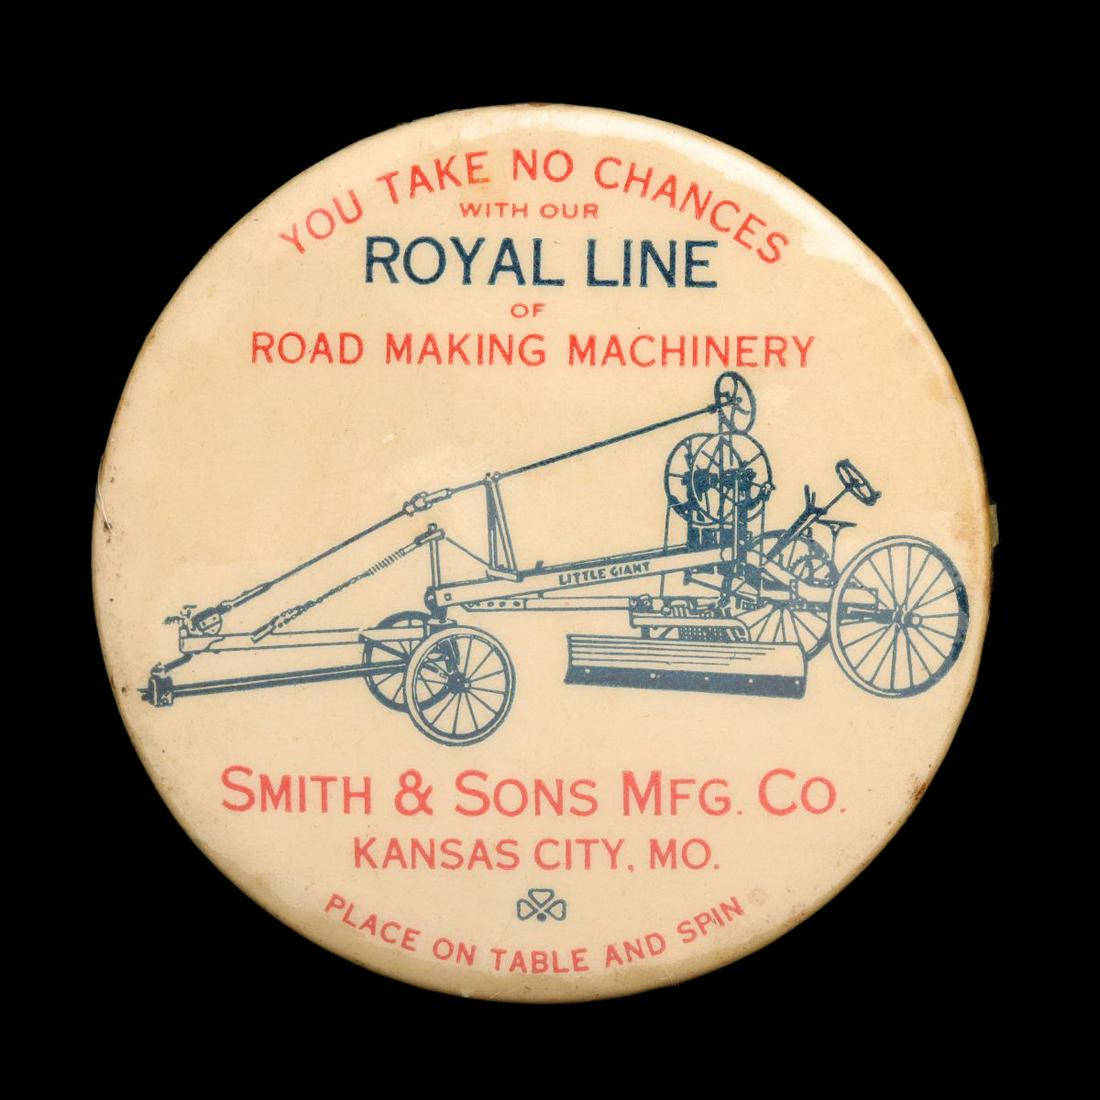 YOU TAKE NO CHANCES
WITH OUR
ROYAL LINE
OF
ROAD MAKING MACHINERY
LITTLE GIANT
SMITH & SONS MFG. CO.
KANSAS CITY, MO.
PLACE ON TABLE AND SPIN